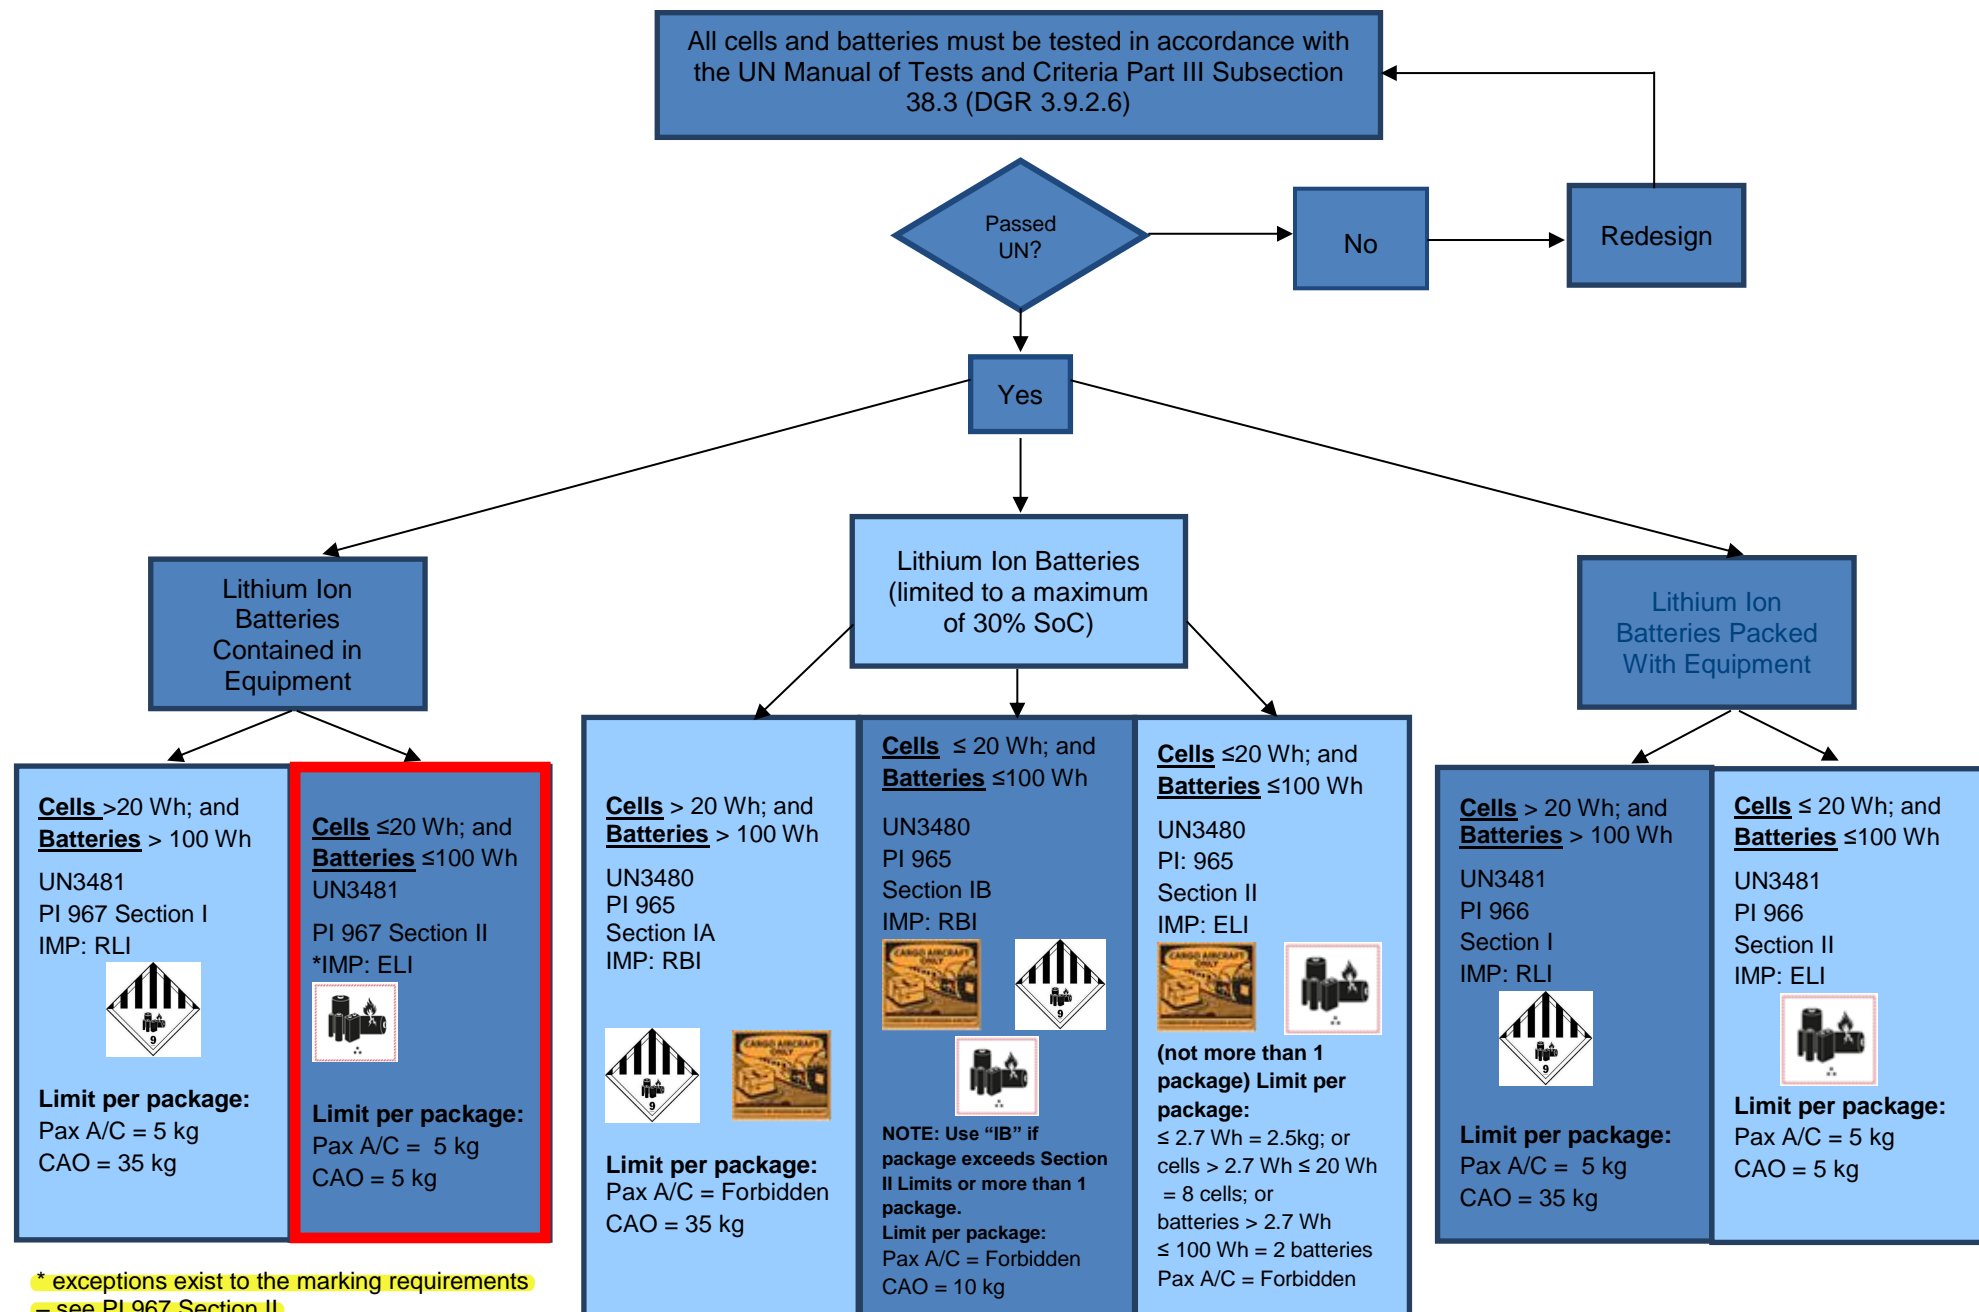 All cells and batteries must be tested in accordance with
the UN Manual of Tests and Criteria Part III Subsection
38.3 (DGR 3.9.2.6)
Passed
UN?
No
Redesign
Yes
Lithium Ion
Batteries
Contained in
Equipment
Lithium Ion Batteries
(limited to a maximum
of 30% SoC)
Lithium Ion
Batteries Packed
With Equipment
Cells >20 Wh; and
Batteries > 100 Wh
UN3481
PI 967 Section I
IMP: RLI
9
Limit per package:
Pax A/C = 5 kg
CAO = 35 kg
Cells ≤20 Wh; and
Batteries ≤100 Wh
UN3481
PI 967 Section II
*IMP: ELI
Limit per package:
Pax A/C = 5 kg
CAO = 5 kg
Cells > 20 Wh; and
Batteries > 100 Wh
UN3480
PI 965
Section IA
IMP: RBI
9
CARGO AIRCRAFT
ONLY
Limit per package:
Pax A/C = Forbidden
CAO = 35 kg
Cells ≤ 20 Wh; and
Batteries ≤100 Wh
UN3480
PI 965
Section IB
IMP: RBI
CARGO AIRCRAFT
ONLY
9
NOTE: Use “IB” if
package exceeds Section
II Limits or more than 1
package.
Limit per package:
Pax A/C = Forbidden
CAO = 10 kg
Cells ≤20 Wh; and
Batteries ≤100 Wh
UN3480
PI: 965
Section II
IMP: ELI
CARGO AIRCRAFT
ONLY
(not more than 1
package) Limit per
package:
≤ 2.7 Wh = 2.5kg; or
cells > 2.7 Wh ≤ 20 Wh
= 8 cells; or
batteries > 2.7 Wh
≤ 100 Wh = 2 batteries
Pax A/C = Forbidden
Cells > 20 Wh; and
Batteries > 100 Wh
UN3481
PI 966
Section I
IMP: RLI
9
Limit per package:
Pax A/C = 5 kg
CAO = 35 kg
Cells ≤ 20 Wh; and
Batteries ≤100 Wh
UN3481
PI 966
Section II
IMP: ELI
Limit per package:
Pax A/C = 5 kg
CAO = 5 kg
* exceptions exist to the marking requirements
– see PI 967 Section II